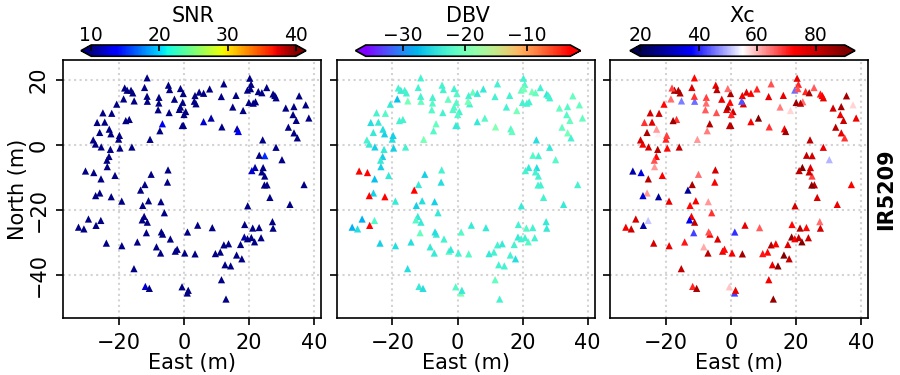 SNR
DBV
Xc
10 20 30 40
−30 −20 −10
20 40 60 80
North (m)
20
0
−20
−40
IR5209
−20 0 20 40
−20 0 20 40
−20 0 20 40
East (m)
East (m)
East (m)